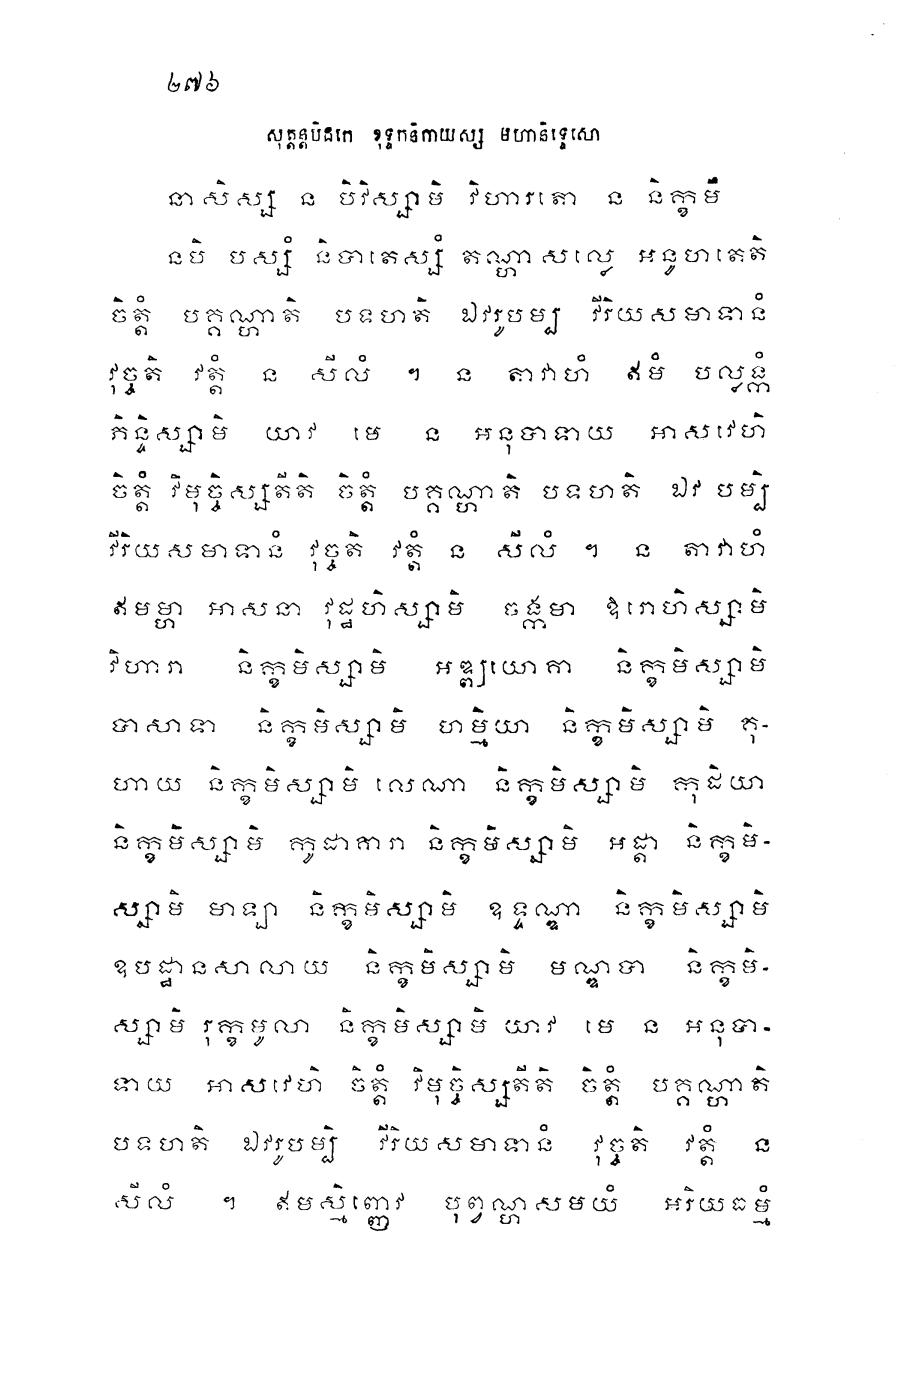 ២៧៦
សុត្តន្តបិដកេ ខុទ្ទកនិកាយស្ស មហានិទ្ទេសោ
នាសិស្សំ ន បិវិស្សាមិ វិហារតោ ន និក្ខមឹ
នបិ បស្សំ និបាតេស្សំ តណ្ហាសល្លេ អនូហតេតិ
ចិត្តំ បគ្គណ្ហាតិ បទហតិ ឯវរូបម្ប វីរិយសមាទានំ
វុច្ចតិ វត្តំ ន សីលំ ។ ន តាវាហំ ឥមំ បល្លង្កំ
ភិន្ទិស្សាមិ យាវ មេ ន អនុបាទាយ អាសវេហិ
ចិត្តំ វិមុច្ចិស្សតីតិ ចិត្តំ បគ្គណ្ហាតិ បទហតិ ឯវ បម្បិ
វីរិយសមាទានំ វុច្ចតិ វត្តំ ន សីលំ ។ ន តាវាហំ
ឥមម្ហា អាសនា វុដ្ឋហិស្សាមិ ចង្កមា ឱរោហិស្សាមិ
វិហារា និក្ខមិស្សាមិ អឌ្ឍយោគា និក្ខមិស្សាមិ
បាសាទា និក្ខមិស្សាមិ ហម្មិយា និក្ខមិស្សាមិ គុ-
ហាយ និក្ខមិស្សាមិ លេណា និក្ខមិស្សាមិ កុដិយា
និក្ខមិស្សាមិ កូដាគារា និក្ខមិស្សាមិ អដ្ដា និក្ខមិ-
ស្សាមិ មាឡា និក្ខមិស្សាមិ ឧទ្ទណ្ឌា និក្ខមិស្សាមិ
ឧបដ្ឋានសាលាយ និក្ខមិស្សាមិ មណ្ឌបា និក្ខមិ-
ស្សាមិ រុក្ខមូលា និក្ខមិស្សាមិ យាវ មេ ន អនុបា-
ទាយ អាសវេហិ ចិត្តំ វិមុច្ចិស្សតីតិ ចិត្តំ បគ្គណ្ហាតិ
បទហតិ ឯវរូបម្បិ វីរិយសមាទានំ វុច្ចតិ វត្តំ ន
សីលំ ។ ឥមស្មិញ្ញេវ បុព្វណ្ហសមយំ អរិយធម្មំ